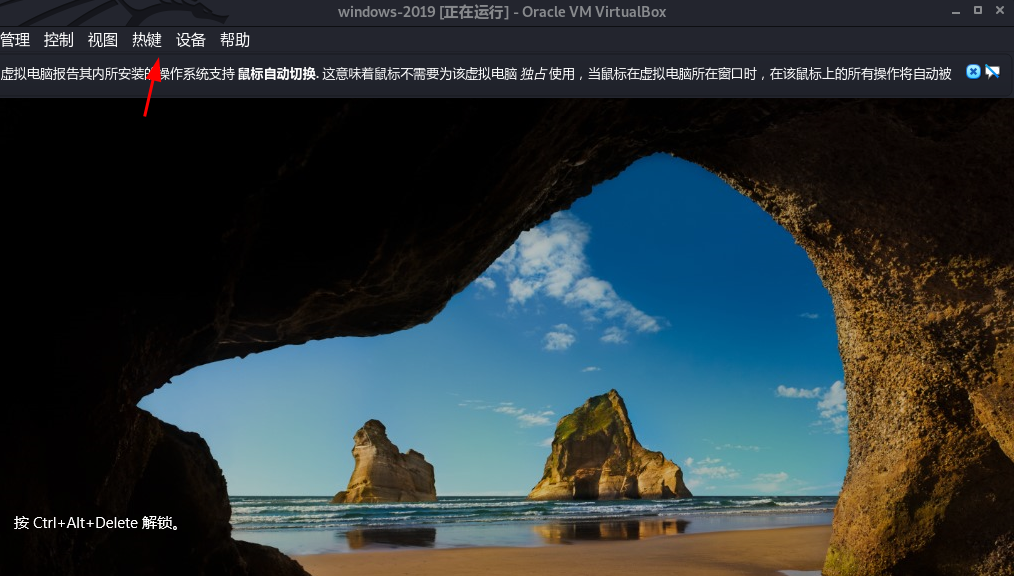 windows-2019 [正在运行] - Oracle VM VirtualBox
管理 控制 视图 热键 设备 帮助
虚拟电脑报告其内所安装的操作系统支持 鼠标自动切换. 这意味着鼠标不需要为该虚拟电脑 独占 使用，当鼠标在虚拟电脑所在窗口时，在该鼠标上的所有操作将自动被
按 Ctrl+Alt+Delete 解锁。